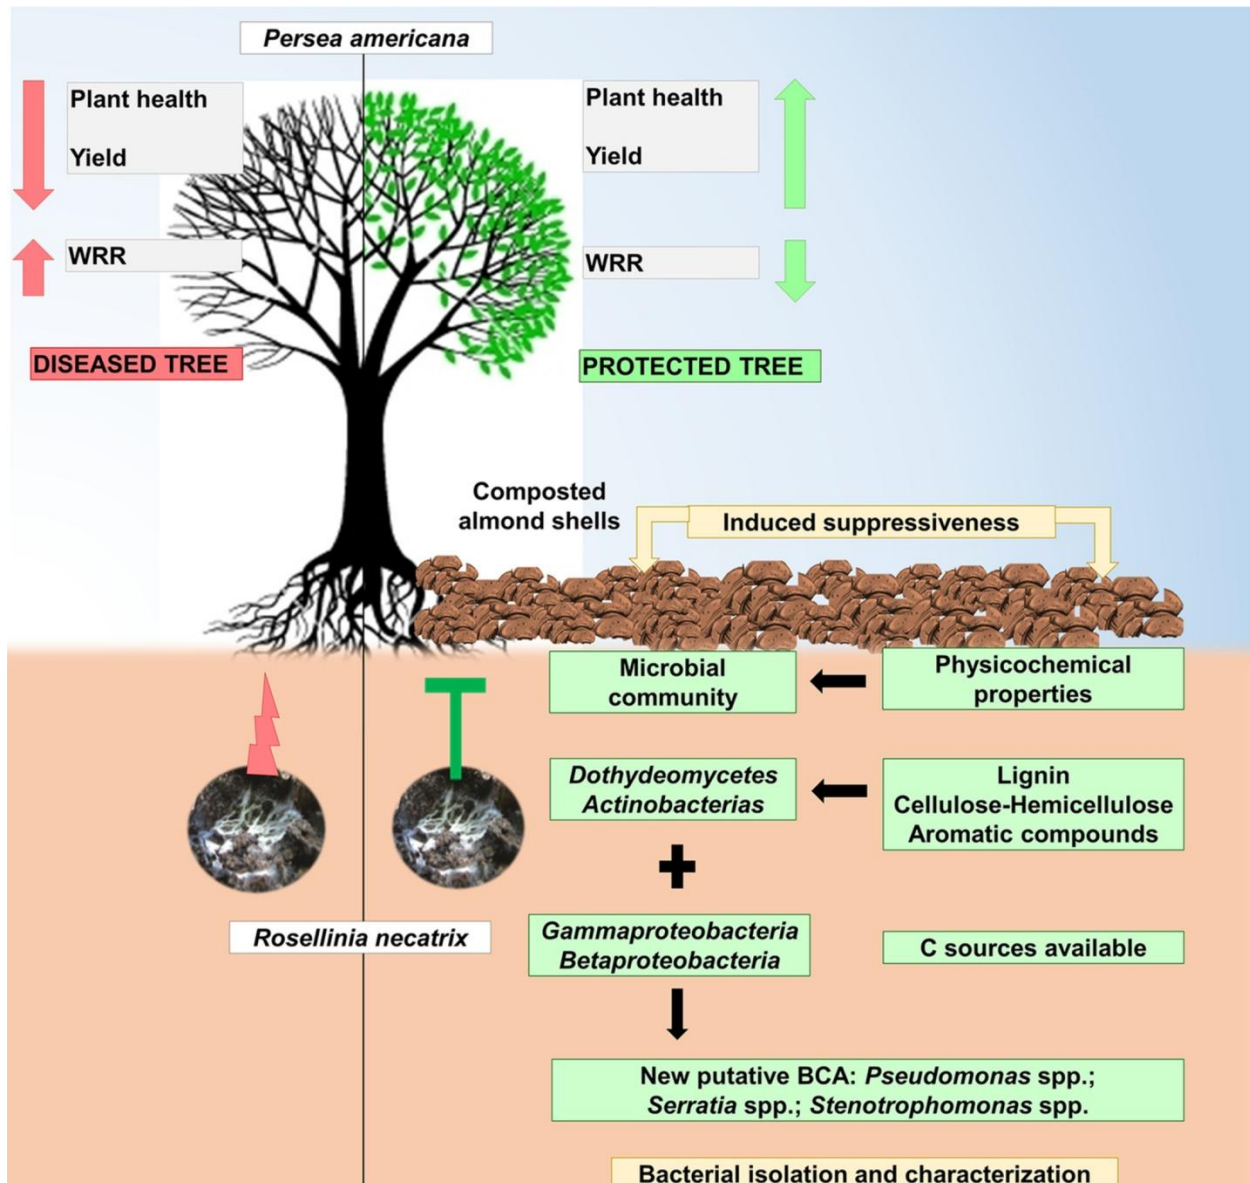 Persea americana
Plant health
Yield
WRR
DISEASED TREE
Plant health
Yield
WRR
PROTECTED TREE
Composted
almond shells
Induced suppressiveness
Microbial
community
Physicochemical
properties
Dothydeomycetes
Actinobacterias
Lignin
Cellulose-Hemicellulose
Aromatic compounds
Rosellinia necatrix
Gammaproteobacteria
Betaproteobacteria
C sources available
New putative BCA: Pseudomonas spp.;
Serratia spp.; Stenotrophomonas spp.
Bacterial isolation and characterization